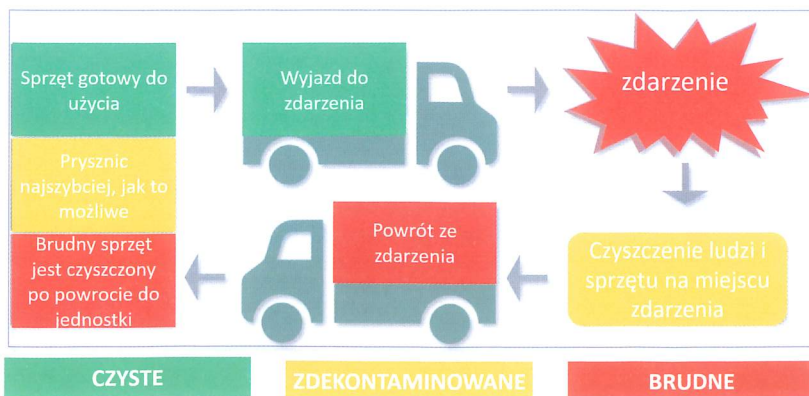 Sprzęt gotowy do
użycia
Wyjazd do
zdarzenia
zdarzenie
Prysznic
najszybciej, jak to
możliwe
Brudny sprzęt
jest czyszczony
po powrocie do
jednostki
Powrót ze
zdarzenia
Czyszczenie ludzi i
sprzętu na miejscu
zdarzenia
CZYSTE
ZDEKONTAMINOWANE
BRUDNE